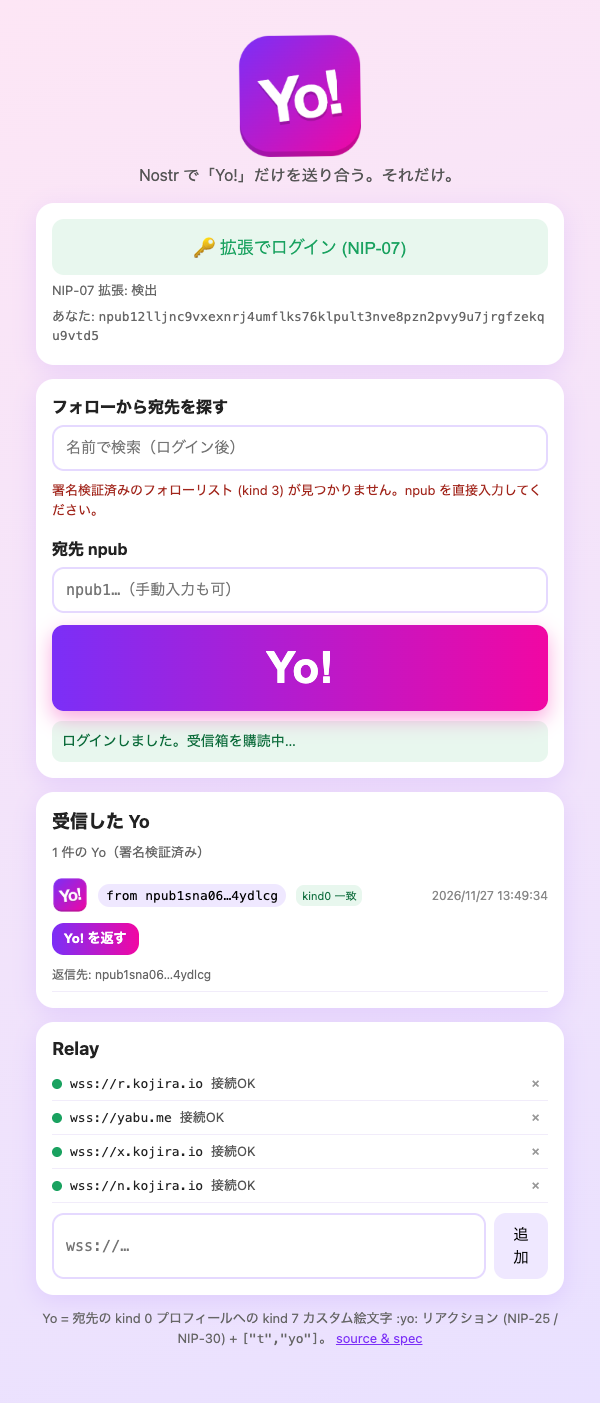 Yo!
Nostr で「Yo!」だけを送り合う。それだけ。
🔑 拡張でログイン (NIP-07)
NIP-07 拡張: 検出
あなた: npub12lljnc9vxexnrj4umflks76klpult3nve8pzn2pvy9u7jrgfzekq
u9vtd5
フォローから宛先を探す
名前で検索（ログイン後）
署名検証済みのフォローリスト (kind 3) が見つかりません。npub を直接入力してく
ださい。
宛先 npub
npub1…（手動入力も可）
Yo!
ログインしました。受信箱を購読中…
受信した Yo
1 件の Yo（署名検証済み）
Yo! from npub1sna06…4ydlcg kind0 一致 2026/11/27 13:49:34
Yo! を返す
返信先: npub1sna06…4ydlcg
Relay
wss://r.kojira.io 接続OK ×
wss://yabu.me 接続OK ×
wss://x.kojira.io 接続OK ×
wss://n.kojira.io 接続OK ×
wss://…
追
加
Yo = 宛先の kind 0 プロフィールへの kind 7 カスタム絵文字 :yo: リアクション (NIP-25 /
NIP-30) + ["t","yo"]。 source & spec